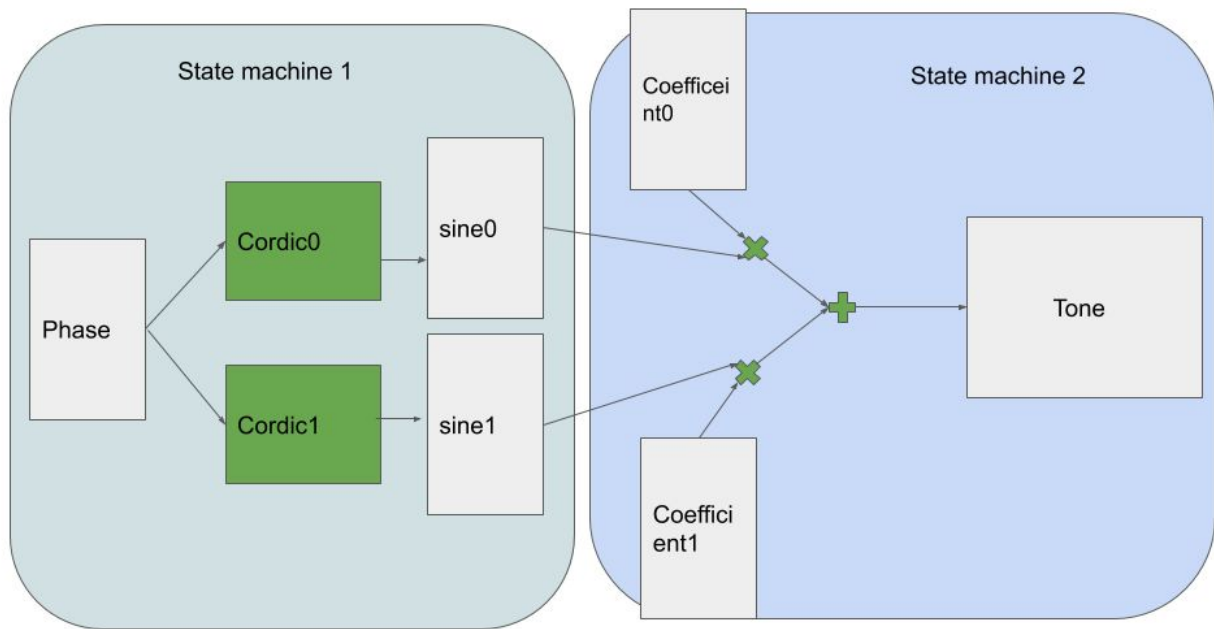 State machine 1
Phase
Cordic0
Cordic1
sine0
sine1
State machine 2
Coefficei
nt0
Coeffici
ent1
Tone